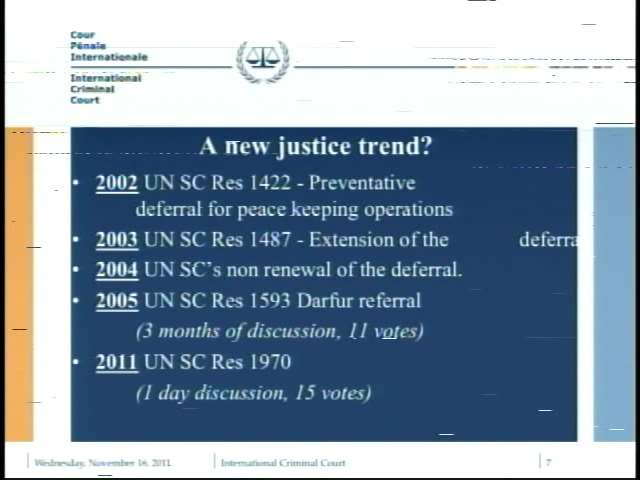 Cour
Pénale
Internationale
International
Criminal
Court
A new justice trend?
• 2002 UN SC Res 1422 - Preventative
deferral for peace keeping operations
• 2003 UN SC Res 1487 - Extension of the deferra
• 2004 UN SC's non renewal of the deferral.
• 2005 UN SC Res 1593 Darfur referral
(3 months of discussion, 11 votes)
• 2011 UN SC Res 1970
(1 day discussion, 15 votes)
Wednesday, November 16, 2011 International Criminal Court 7